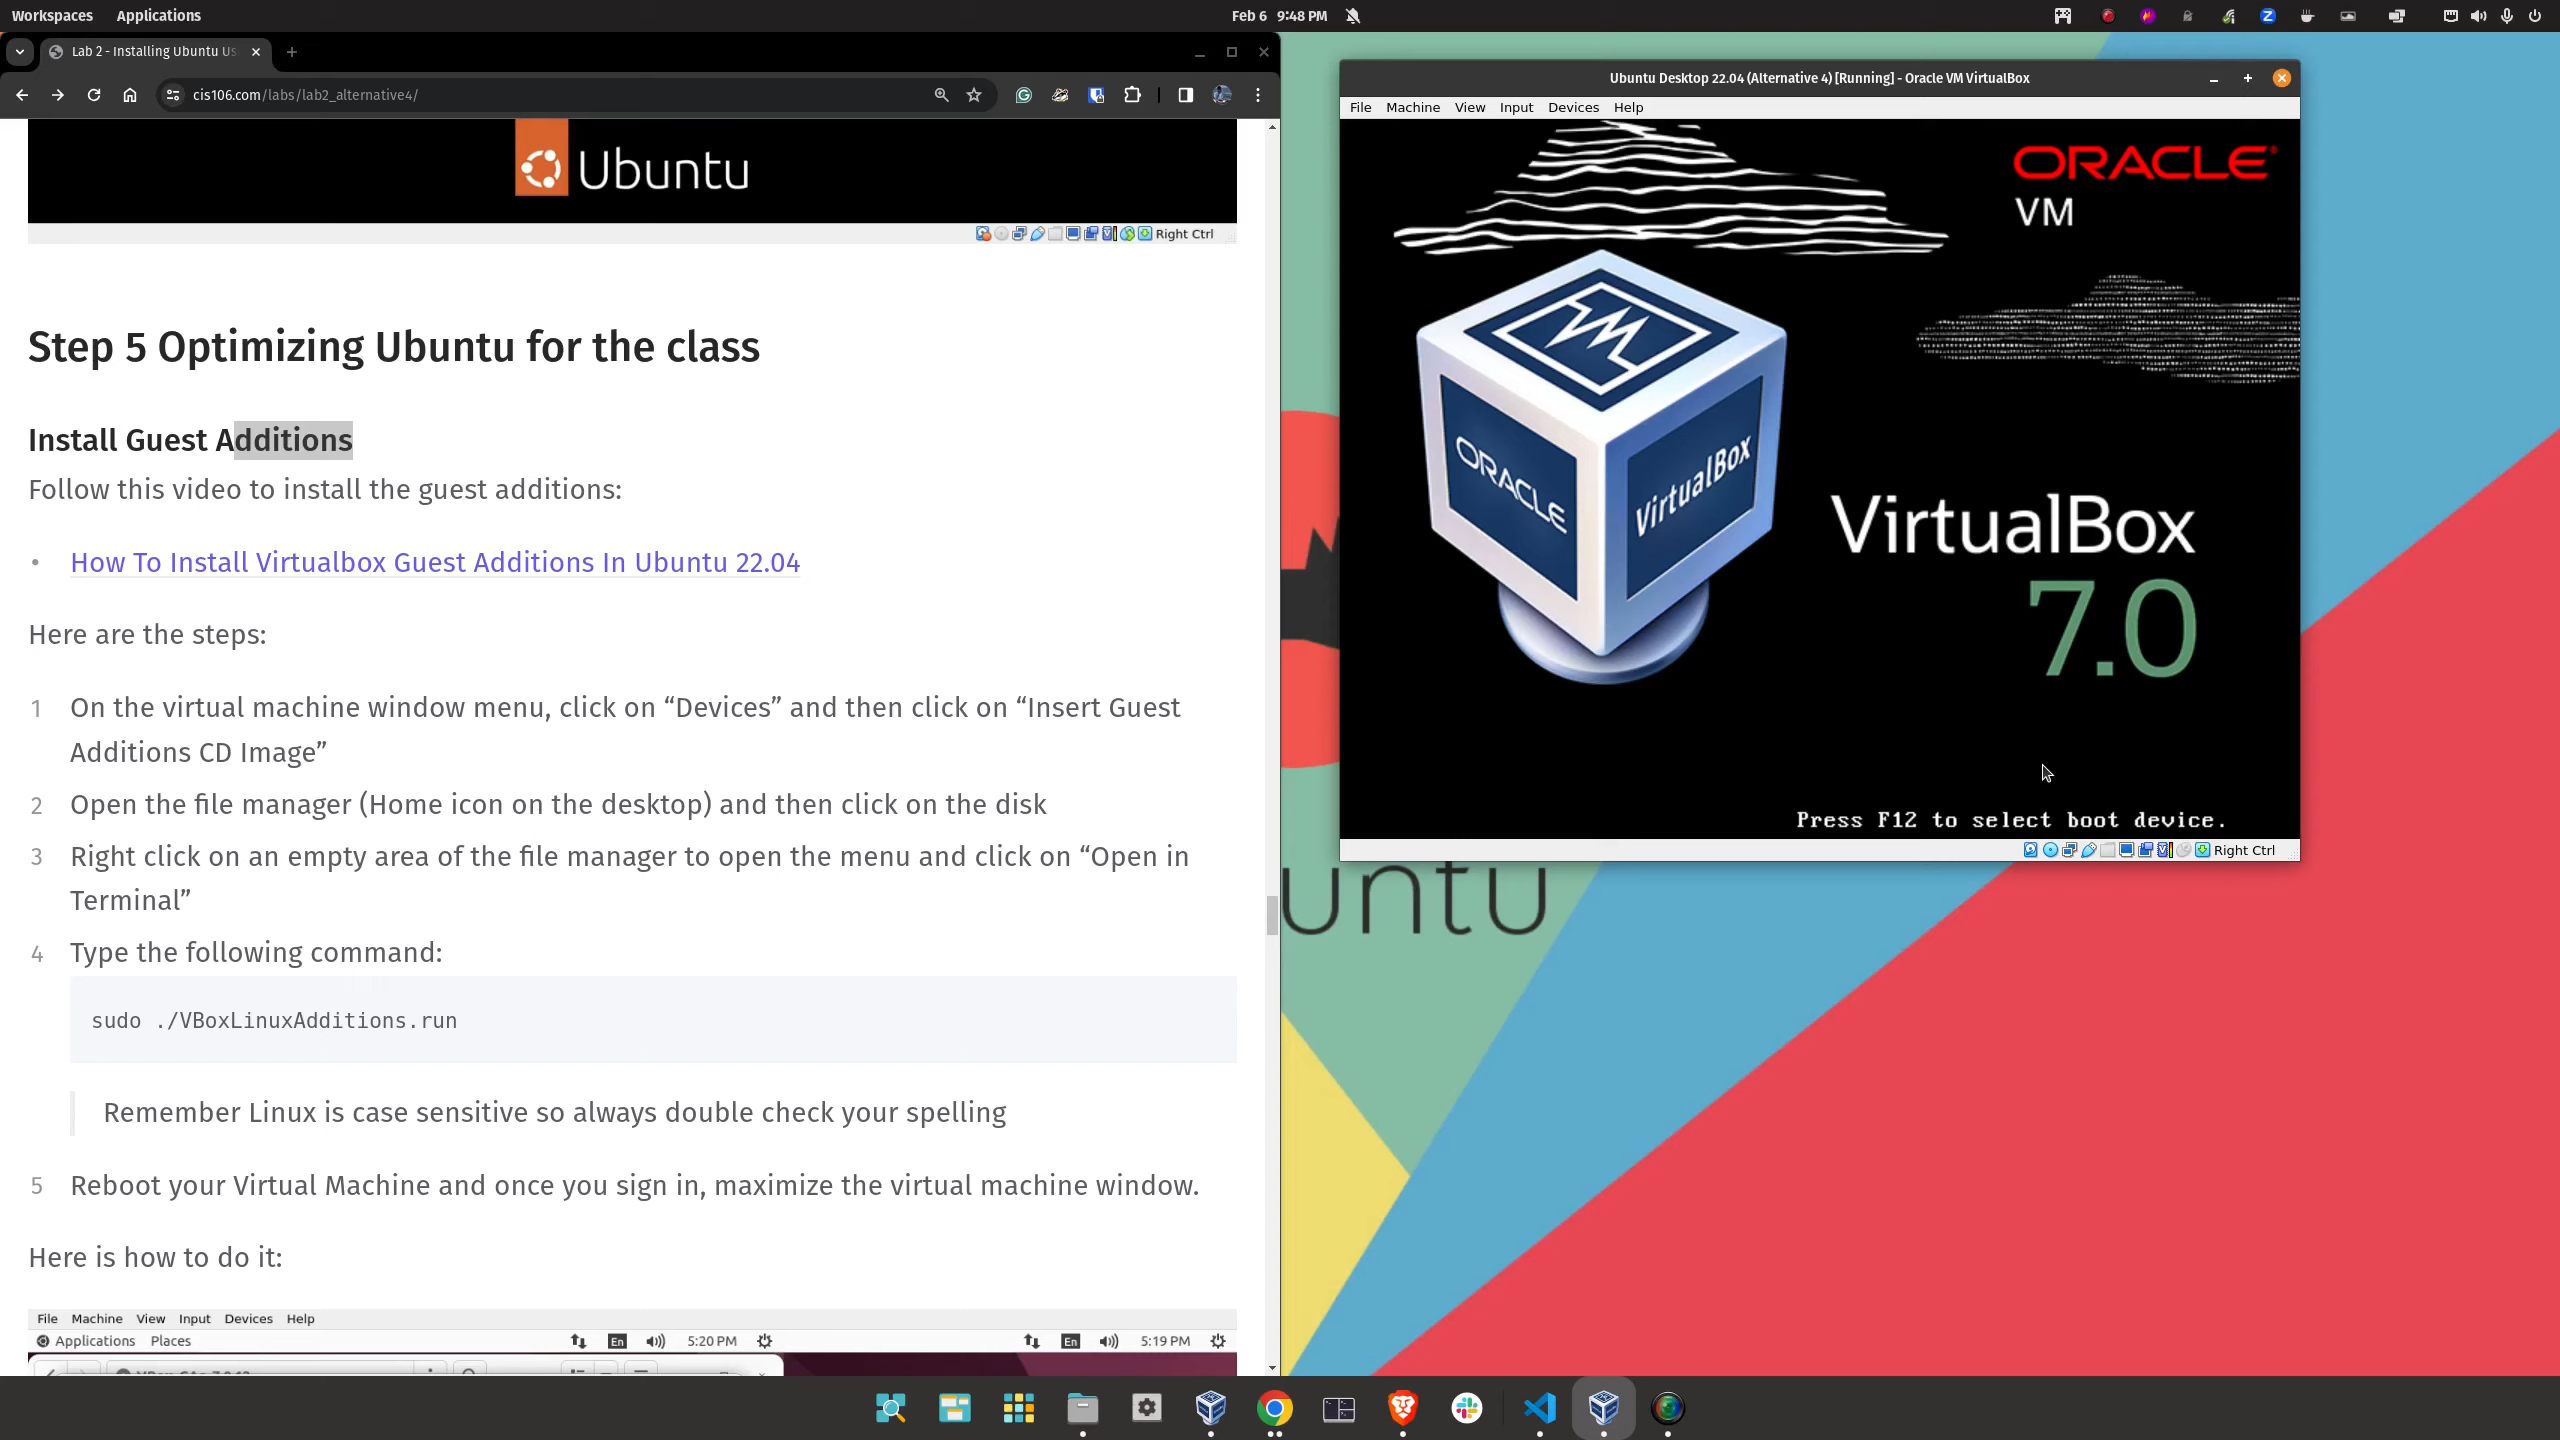 Workspaces Applications
Feb 6 9:48 PM
Lab 2 - Installing Ubuntu Us
cis106.com/labs/lab2_alternative4/
Ubuntu
Right Ctrl
Step 5 Optimizing Ubuntu for the class
Install Guest Additions
Follow this video to install the guest additions:
• How To Install Virtualbox Guest Additions In Ubuntu 22.04
Here are the steps:
1 On the virtual machine window menu, click on “Devices” and then click on “Insert Guest
Additions CD Image”
2 Open the file manager (Home icon on the desktop) and then click on the disk
3 Right click on an empty area of the file manager to open the menu and click on “Open in
Terminal”
4 Type the following command:
sudo ./VBoxLinuxAdditions.run
Remember Linux is case sensitive so always double check your spelling
5 Reboot your Virtual Machine and once you sign in, maximize the virtual machine window.
Here is how to do it:
File Machine View Input Devices Help
Applications Places En 5:20 PM En 5:19 PM
Ubuntu Desktop 22.04 (Alternative 4) [Running] - Oracle VM VirtualBox
File Machine View Input Devices Help
ORACLE®
VM
ORACLE
VirtualBox
VirtualBox
7.0
Press F12 to select boot device.
Right Ctrl
untu